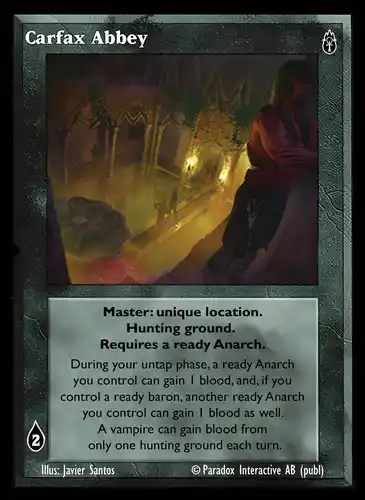 Carfax Abbey
Master: unique location.
Hunting ground.
Requires a ready Anarch.
During your untap phase, a ready Anarch
you control can gain 1 blood, and, if you
control a ready baron, another ready Anarch
you control can gain 1 blood as well.
A vampire can gain blood from
only one hunting ground each turn.
2
Illus: Javier Santos
© Paradox Interactive AB (publ)